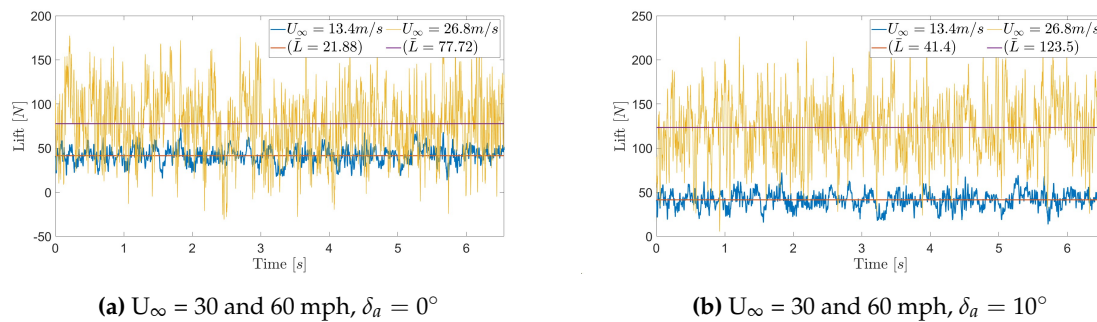 200
150
100
50
0
-50
Lift [N]
0 1 2 3 4 5 6
Time [s]
U∞ = 13.4m/s U∞ = 26.8m/s
(L̄ = 21.88) (L̄ = 77.72)
250
200
150
100
50
0
Lift [N]
0 1 2 3 4 5 6
Time [s]
U∞ = 13.4m/s U∞ = 26.8m/s
(L̄ = 41.4) (L̄ = 123.5)
(a) U∞ = 30 and 60 mph, δa = 0°
(b) U∞ = 30 and 60 mph, δa = 10°